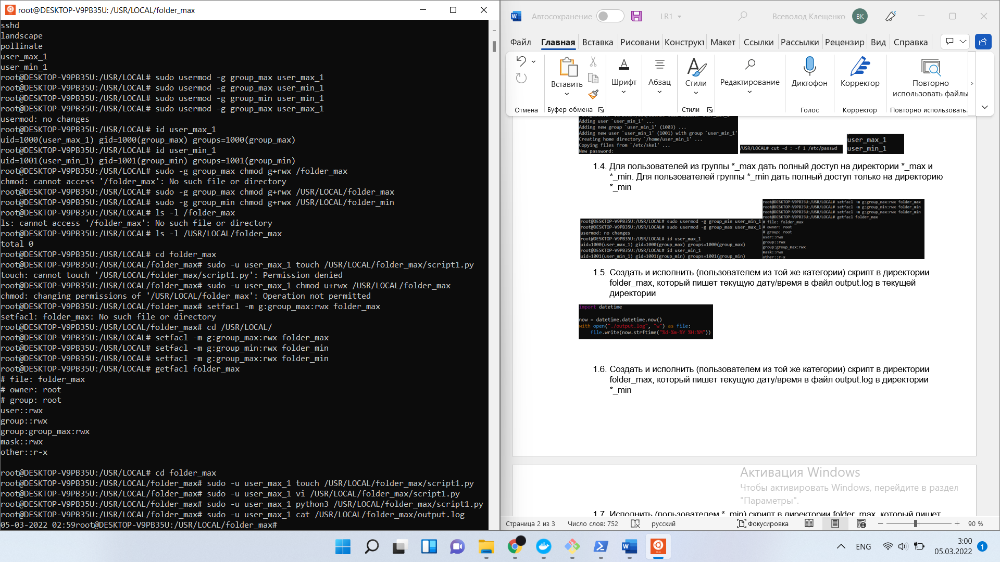 root@DESKTOP-V9PB35U: /USR/LOCAL/folder_max
sshd
landscape
pollinate
user_max_1
user_min_1
root@DESKTOP-V9PB35U:/USR/LOCAL# sudo usermod -g group_max user_max_1
root@DESKTOP-V9PB35U:/USR/LOCAL# sudo usermod -g group_max user_min_1
root@DESKTOP-V9PB35U:/USR/LOCAL# sudo usermod -g group_min user_min_1
root@DESKTOP-V9PB35U:/USR/LOCAL# sudo usermod -g group_max user_max_1
usermod: no changes
root@DESKTOP-V9PB35U:/USR/LOCAL# id user_max_1
uid=1000(user_max_1) gid=1000(group_max) groups=1000(group_max)
root@DESKTOP-V9PB35U:/USR/LOCAL# id user_min_1
uid=1001(user_min_1) gid=1001(group_min) groups=1001(group_min)
root@DESKTOP-V9PB35U:/USR/LOCAL# sudo -g group_max chmod g+rwx /folder_max
chmod: cannot access '/folder_max': No such file or directory
root@DESKTOP-V9PB35U:/USR/LOCAL# sudo -g group_max chmod g+rwx /USR/LOCAL/folder_max
root@DESKTOP-V9PB35U:/USR/LOCAL# sudo -g group_min chmod g+rwx /USR/LOCAL/folder_min
root@DESKTOP-V9PB35U:/USR/LOCAL# ls -l /folder_max
ls: cannot access '/folder_max': No such file or directory
root@DESKTOP-V9PB35U:/USR/LOCAL# ls -l /USR/LOCAL/folder_max
total 0
root@DESKTOP-V9PB35U:/USR/LOCAL# cd folder_max
root@DESKTOP-V9PB35U:/USR/LOCAL/folder_max# sudo -u user_max_1 touch /USR/LOCAL/folder_max/script1.py
touch: cannot touch '/USR/LOCAL/folder_max/script1.py': Permission denied
root@DESKTOP-V9PB35U:/USR/LOCAL/folder_max# sudo -u user_max_1 chmod u+rwx /USR/LOCAL/folder_max
chmod: changing permissions of '/USR/LOCAL/folder_max': Operation not permitted
root@DESKTOP-V9PB35U:/USR/LOCAL/folder_max# setfacl -m g:group_max:rwx folder_max
setfacl: folder_max: No such file or directory
root@DESKTOP-V9PB35U:/USR/LOCAL/folder_max# cd /USR/LOCAL/
root@DESKTOP-V9PB35U:/USR/LOCAL# setfacl -m g:group_max:rwx folder_max
root@DESKTOP-V9PB35U:/USR/LOCAL# setfacl -m g:group_min:rwx folder_min
root@DESKTOP-V9PB35U:/USR/LOCAL# setfacl -m g:group_max:rwx folder_min
root@DESKTOP-V9PB35U:/USR/LOCAL# getfacl folder_max
# file: folder_max
# owner: root
# group: root
user::rwx
group::rwx
group:group_max:rwx
mask::rwx
other::r-x
root@DESKTOP-V9PB35U:/USR/LOCAL# cd folder_max
root@DESKTOP-V9PB35U:/USR/LOCAL/folder_max# sudo -u user_max_1 touch /USR/LOCAL/folder_max/script1.py
root@DESKTOP-V9PB35U:/USR/LOCAL/folder_max# sudo -u user_max_1 vi /USR/LOCAL/folder_max/script1.py
root@DESKTOP-V9PB35U:/USR/LOCAL/folder_max# sudo -u user_max_1 python3 /USR/LOCAL/folder_max/script1.py
root@DESKTOP-V9PB35U:/USR/LOCAL/folder_max# sudo -u user_max_1 cat /USR/LOCAL/folder_max/output.log
05-03-2022 02:59root@DESKTOP-V9PB35U:/USR/LOCAL/folder_max#
Автосохранение LR1 Всеволод Клещенко ВК
Файл Главная Вставка Рисовани Конструкт Макет Ссылки Рассылки Рецензир Вид Справка
Вставить Шрифт Абзац Стили Редактирование Диктофон Корректор Повторно использовать файлы
Отмена Буфер обмена Стили Голос Корректор Повторно использовать.
Adding user `user_min_1' ...
Adding new group `user_min_1' (1003) ...
Adding new user `user_min_1' (1001) with group `user_min_1'
Creating home directory `/home/user_min_1' ...
Copying files from `/etc/skel' ...
New password:
/USR/LOCAL# cut -d : -f 1 /etc/passwd
user_max_1
user_min_1
1.4. Для пользователей из группы *_max дать полный доступ на директории *_max и
*_min. Для пользователей группы *_min дать полный доступ только на директорию
*_min
root@DESKTOP-V9PB35U:/USR/LOCAL# sudo usermod -g group_min user_min_1
root@DESKTOP-V9PB35U:/USR/LOCAL# sudo usermod -g group_max user_max_1
usermod: no changes
root@DESKTOP-V9PB35U:/USR/LOCAL# id user_max_1
uid=1000(user_max_1) gid=1000(group_max) groups=1000(group_max)
root@DESKTOP-V9PB35U:/USR/LOCAL# id user_min_1
uid=1001(user_min_1) gid=1001(group_min) groups=1001(group_min)
root@DESKTOP-V9PB35U:/USR/LOCAL# setfacl -m g:group_max:rwx folder_max
root@DESKTOP-V9PB35U:/USR/LOCAL# setfacl -m g:group_min:rwx folder_min
root@DESKTOP-V9PB35U:/USR/LOCAL# setfacl -m g:group_max:rwx folder_min
root@DESKTOP-V9PB35U:/USR/LOCAL# getfacl folder_max
# file: folder_max
# owner: root
# group: root
user::rwx
group::rwx
group:group_max:rwx
mask::rwx
other::r-x
1.5. Создать и исполнить (пользователем из той же категории) скрипт в директории
folder_max, который пишет текущую дату/время в файл output.log в текущей
директории
import datetime
now = datetime.datetime.now()
with open("./output.log", "w") as file:
file.write(now.strftime("%d-%m-%Y %H:%M"))
1.6. Создать и исполнить (пользователем из той же категории) скрипт в директории
folder_max, который пишет текущую дату/время в файл output.log в директории
*_min
Активация Windows
Чтобы активировать Windows, перейдите в раздел
"Параметры".
1.7. Исполнить (пользователем *_min) скрипт в директории folder_max, который пишет
Страница 2 из 3 Число слов: 752 русский Фокусировка 90 %
ENG 3:00
05.03.2022 1